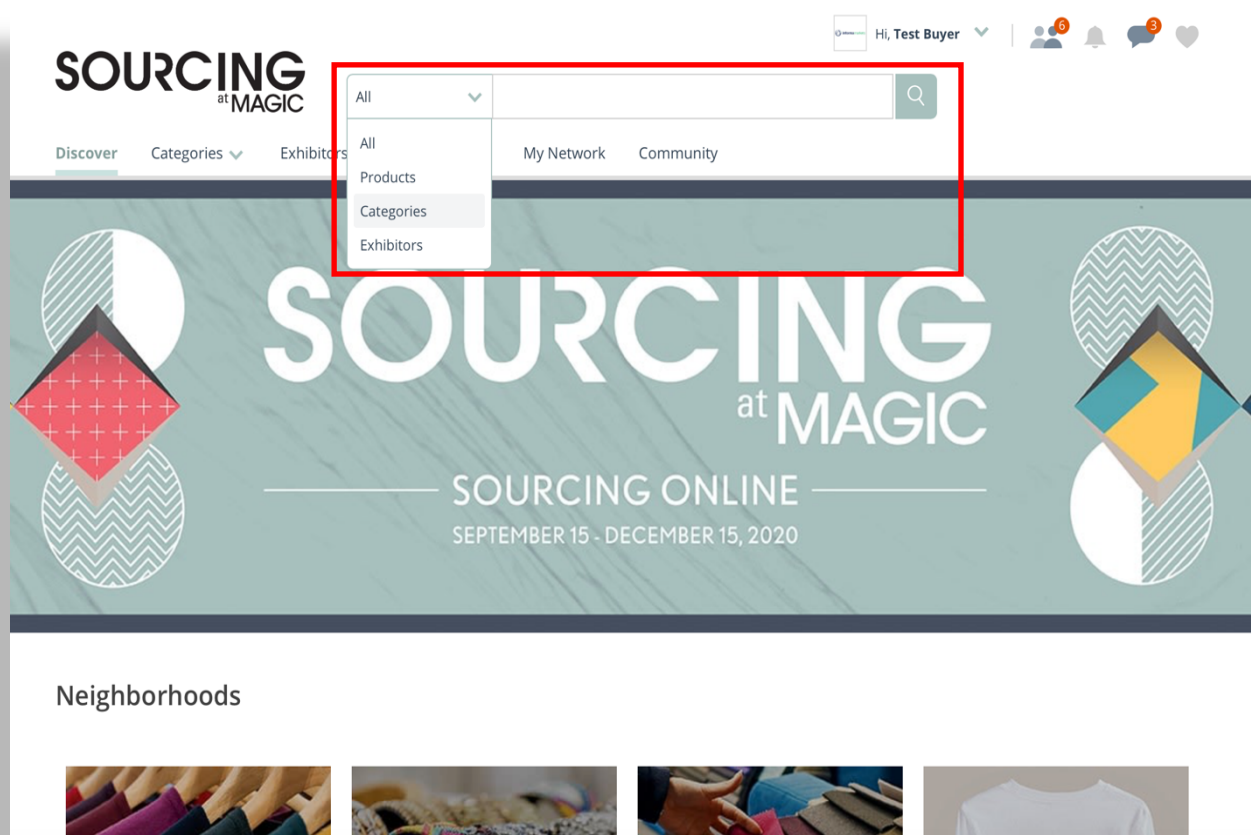 Hi, Test Buyer
6
3
SOURCING
at MAGIC
All
All
Products
Categories
Exhibitors
Discover
Categories
Exhibitors
My Network
Community
SOURCING
at MAGIC
SOURCING ONLINE
SEPTEMBER 15 - DECEMBER 15, 2020
Neighborhoods